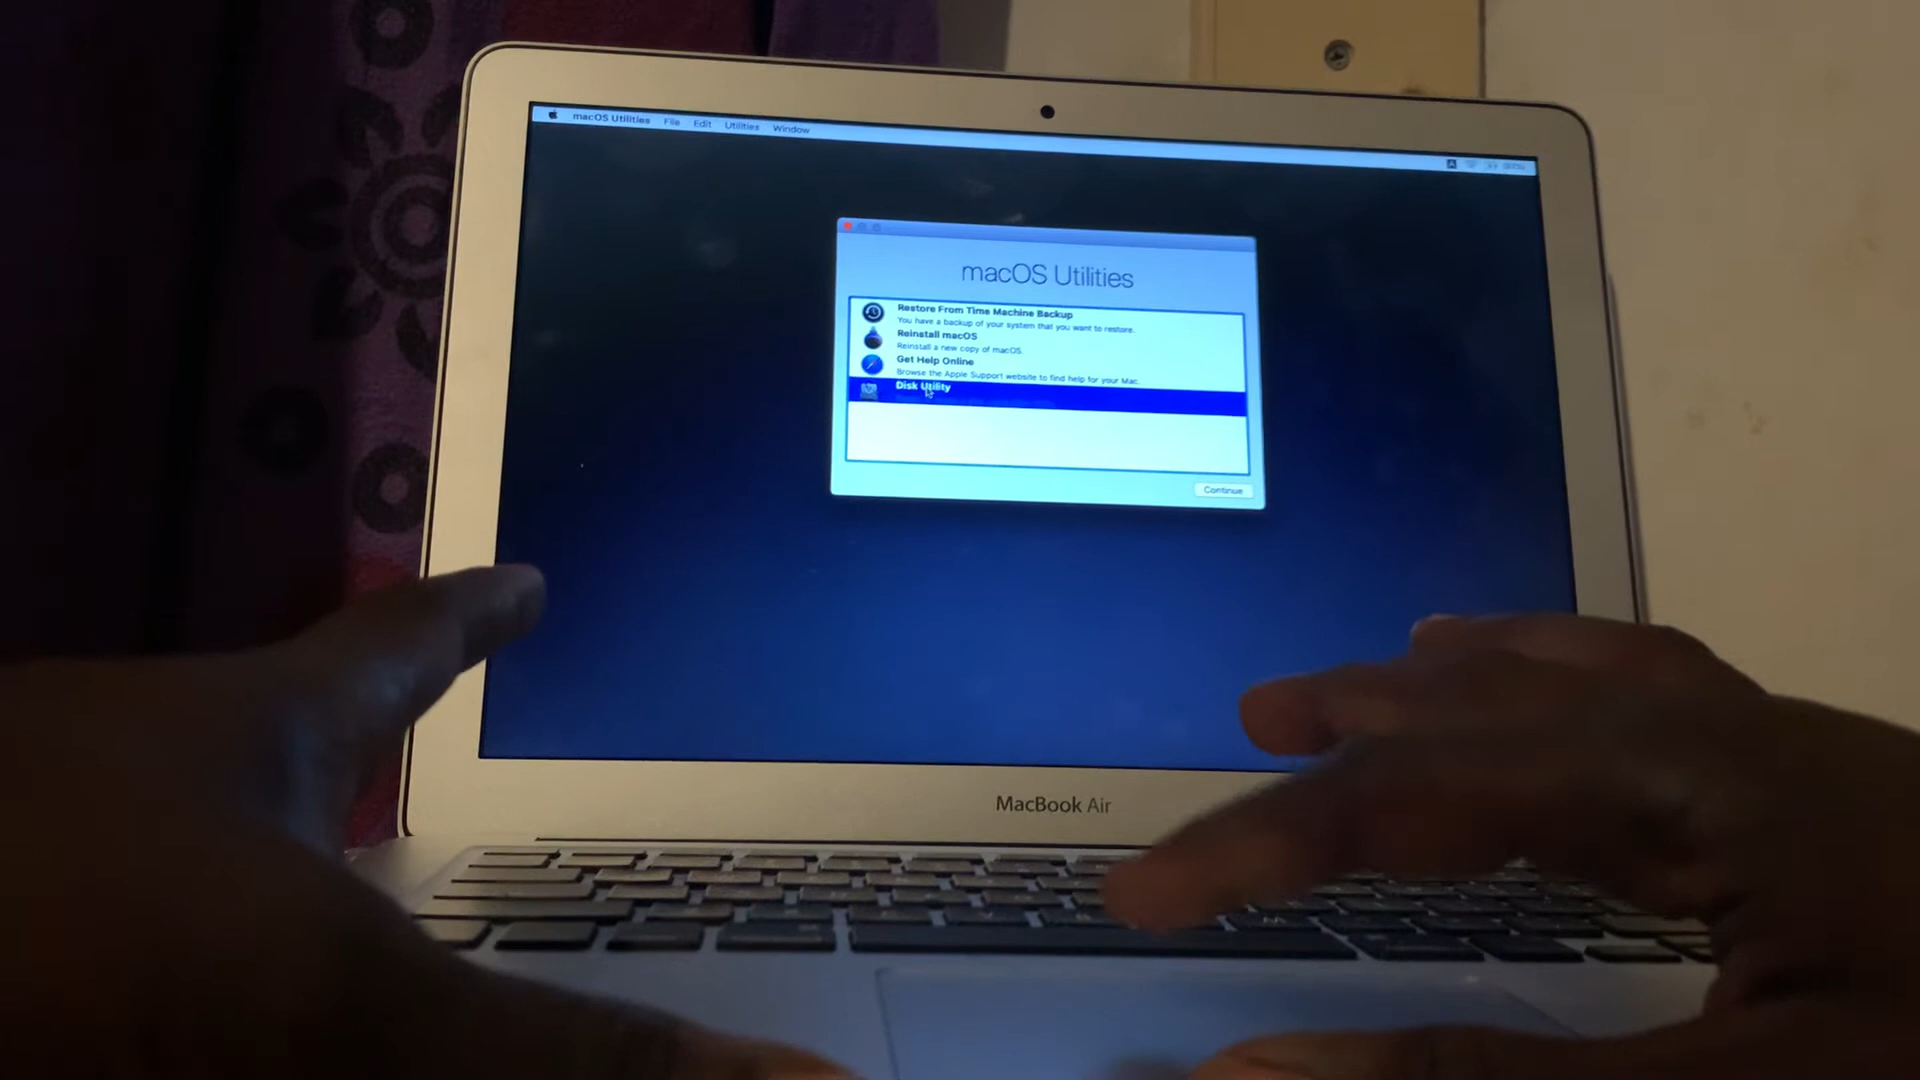 macOS Utilities File Edit Utilities Window
macOS Utilities
Restore From Time Machine Backup
You have a backup of your system that you want to restore.
Reinstall macOS
Reinstall a new copy of macOS.
Get Help Online
Browse the Apple Support website to find help for your Mac.
Disk Utility
Continue
MacBook Air